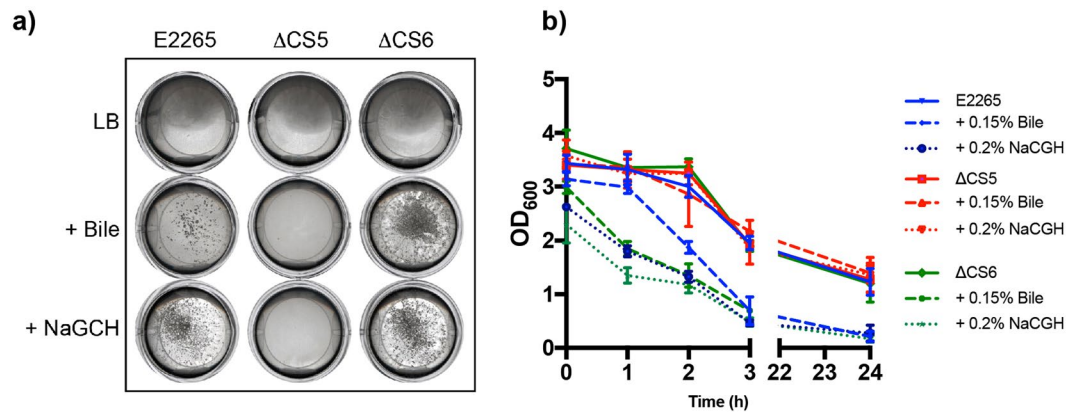 a)
E2265 ΔCS5 ΔCS6
LB
+ Bile
+ NaGCH
b)
OD600
5
4
3
2
1
0
0 1 2 3 22 23 24
Time (h)
E2265
+ 0.15% Bile
+ 0.2% NaCGH
ΔCS5
+ 0.15% Bile
+ 0.2% NaCGH
ΔCS6
+ 0.15% Bile
+ 0.2% NaCGH